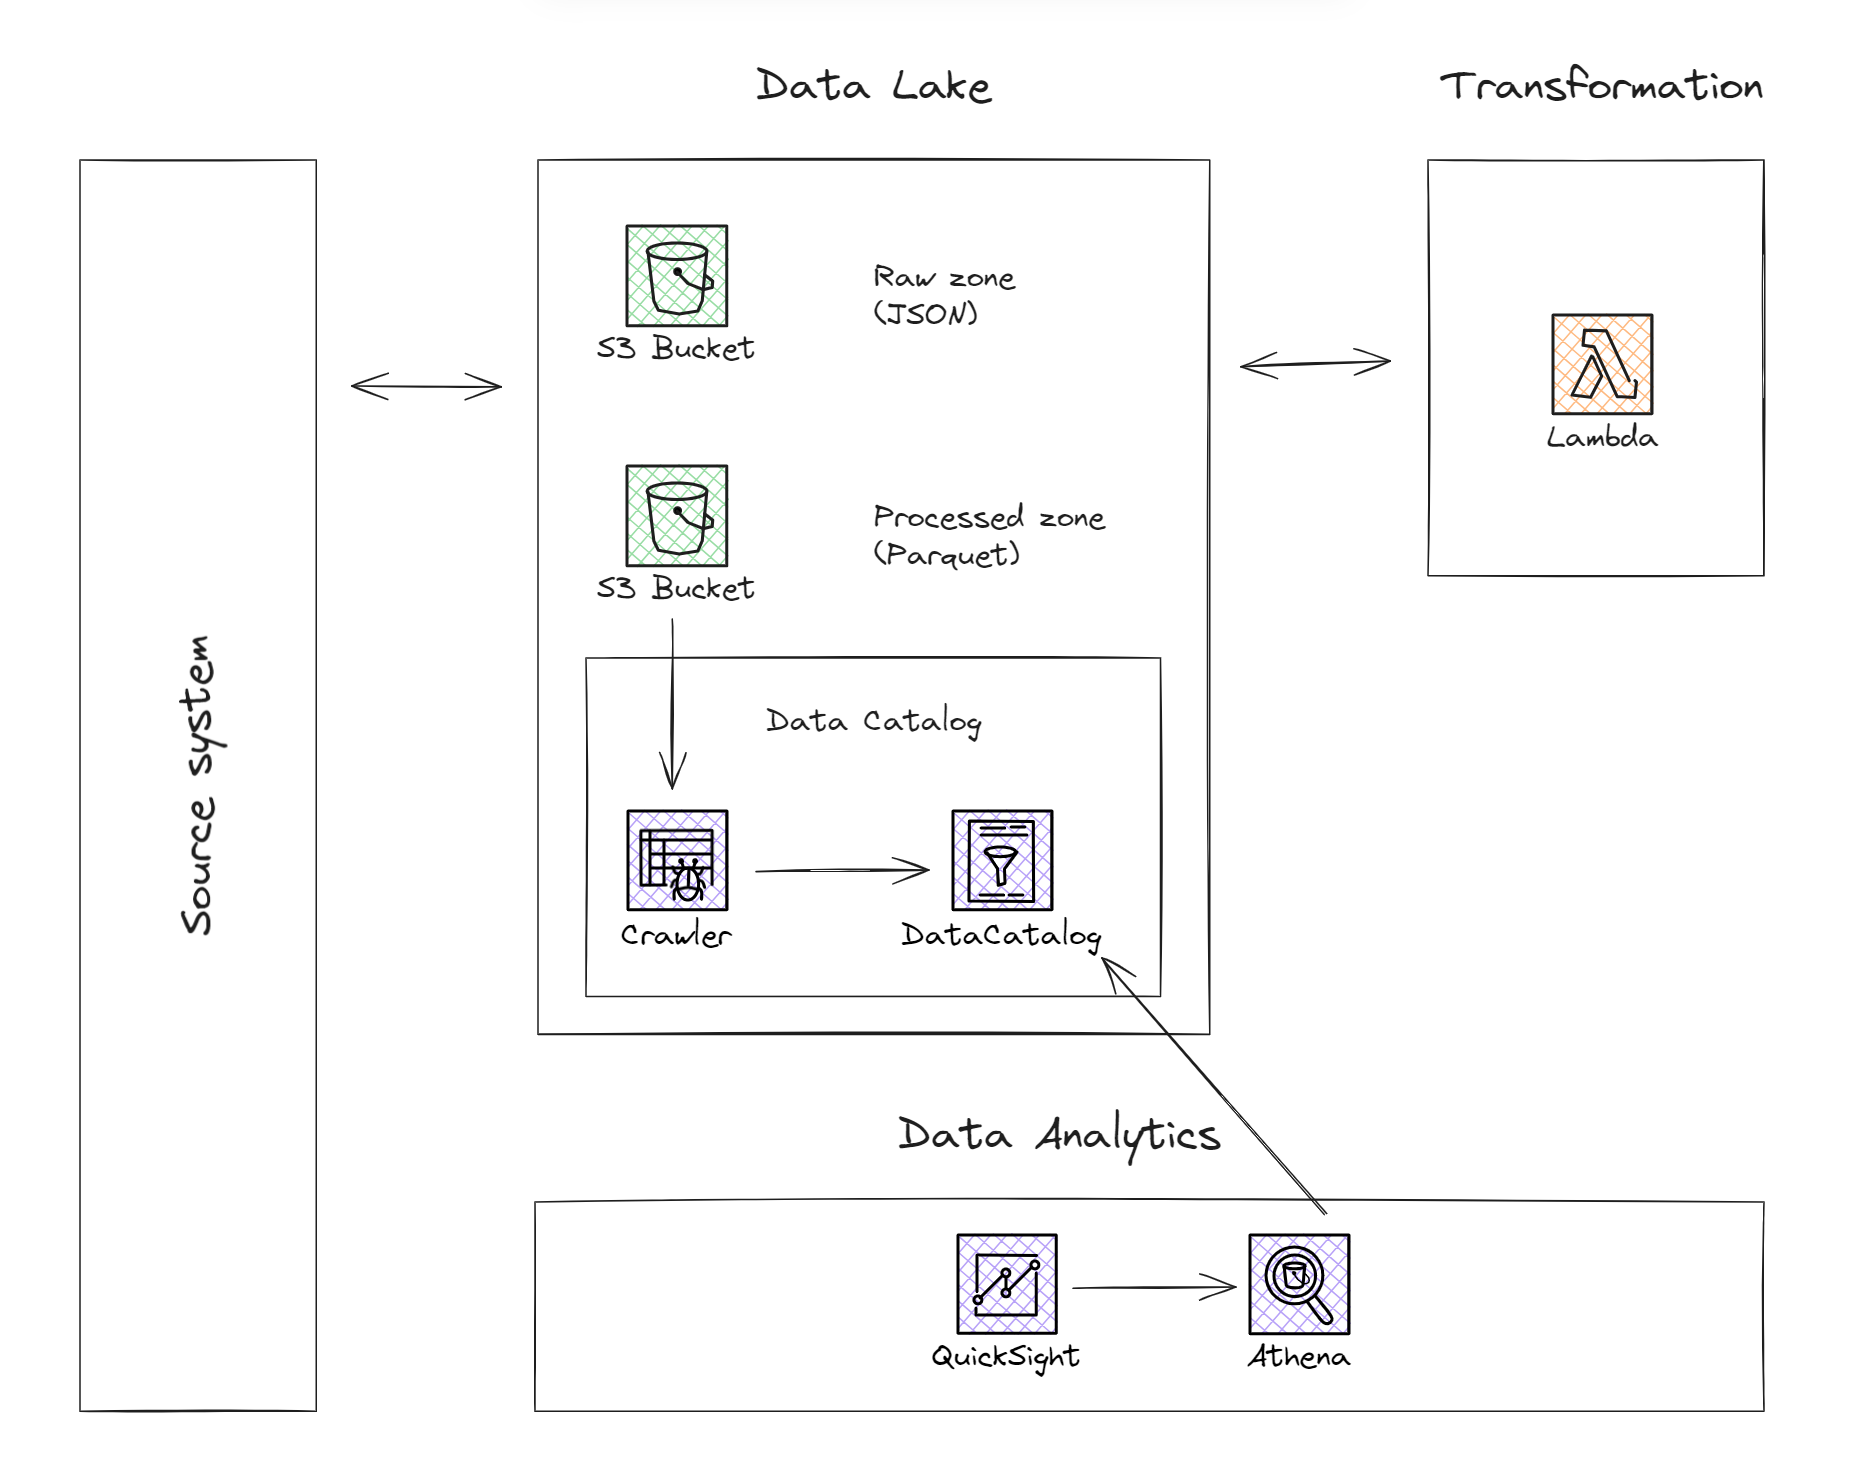 Data Lake
Transformation
Source system
S3 Bucket
Raw zone
(JSON)
Lambda
S3 Bucket
Processed zone
(Parquet)
Data Catalog
Crawler
DataCatalog
Data Analytics
QuickSight
Athena